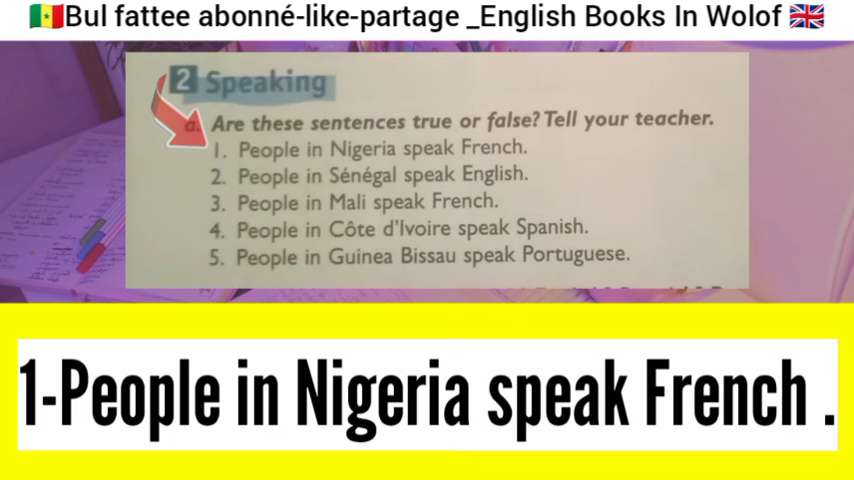 🇸🇳Bul fattee abonné-like-partage _English Books In Wolof 🇬🇧
2 Speaking
a. Are these sentences true or false? Tell your teacher.
1. People in Nigeria speak French.
2. People in Sénégal speak English.
3. People in Mali speak French.
4. People in Côte d'Ivoire speak Spanish.
5. People in Guinea Bissau speak Portuguese.
1-People in Nigeria speak French .